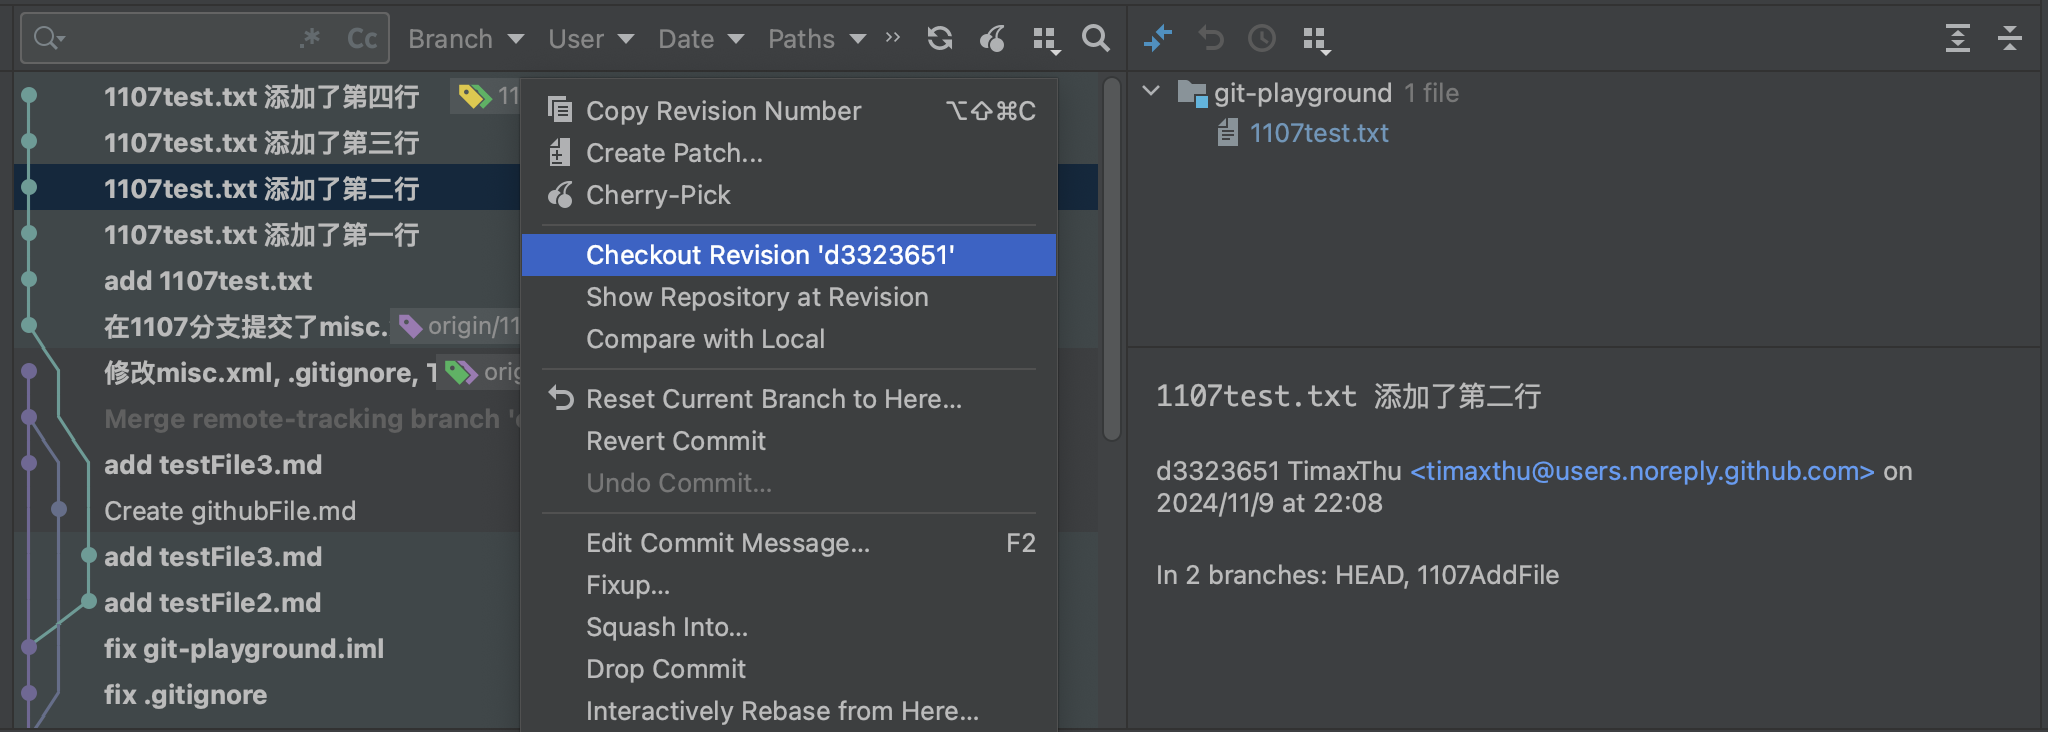 .* Cc Branch User Date Paths »
1107test.txt 添加了第四行 11
1107test.txt 添加了第三行
1107test.txt 添加了第二行
1107test.txt 添加了第一行
add 1107test.txt
在1107分支提交了misc. origin/11
修改misc.xml, .gitignore, T orig
Merge remote-tracking branch '
add testFile3.md
Create githubFile.md
add testFile3.md
add testFile2.md
fix git-playground.iml
fix .gitignore
Copy Revision Number ⌥⇧⌘C
Create Patch...
Cherry-Pick
Checkout Revision 'd3323651'
Show Repository at Revision
Compare with Local
Reset Current Branch to Here...
Revert Commit
Undo Commit...
Edit Commit Message... F2
Fixup...
Squash Into...
Drop Commit
Interactively Rebase from Here...
git-playground 1 file
1107test.txt
1107test.txt 添加了第二行
d3323651 TimaxThu <timaxthu@users.noreply.github.com> on
2024/11/9 at 22:08
In 2 branches: HEAD, 1107AddFile